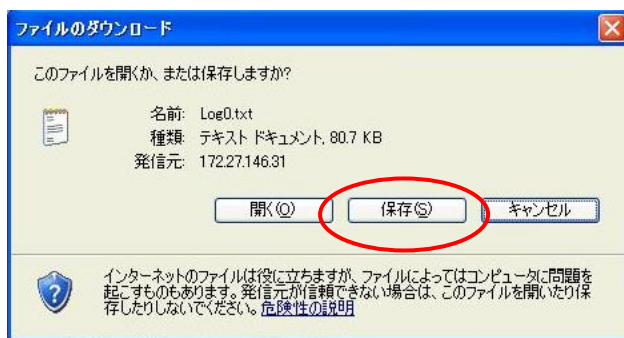 ファイルのダウンロード
このファイルを開くか、または保存しますか?
名前: Log0.txt
種類: テキスト ドキュメント, 80.7 KB
発信元: 172.27.146.31
開く(O) 保存(S) キャンセル
インターネットのファイルは役に立ちますが、ファイルによってはコンピュータに問題を
起こすものもあります。発信元が信頼できない場合は、このファイルを開いたり保
存したりしないでください。危険性の説明